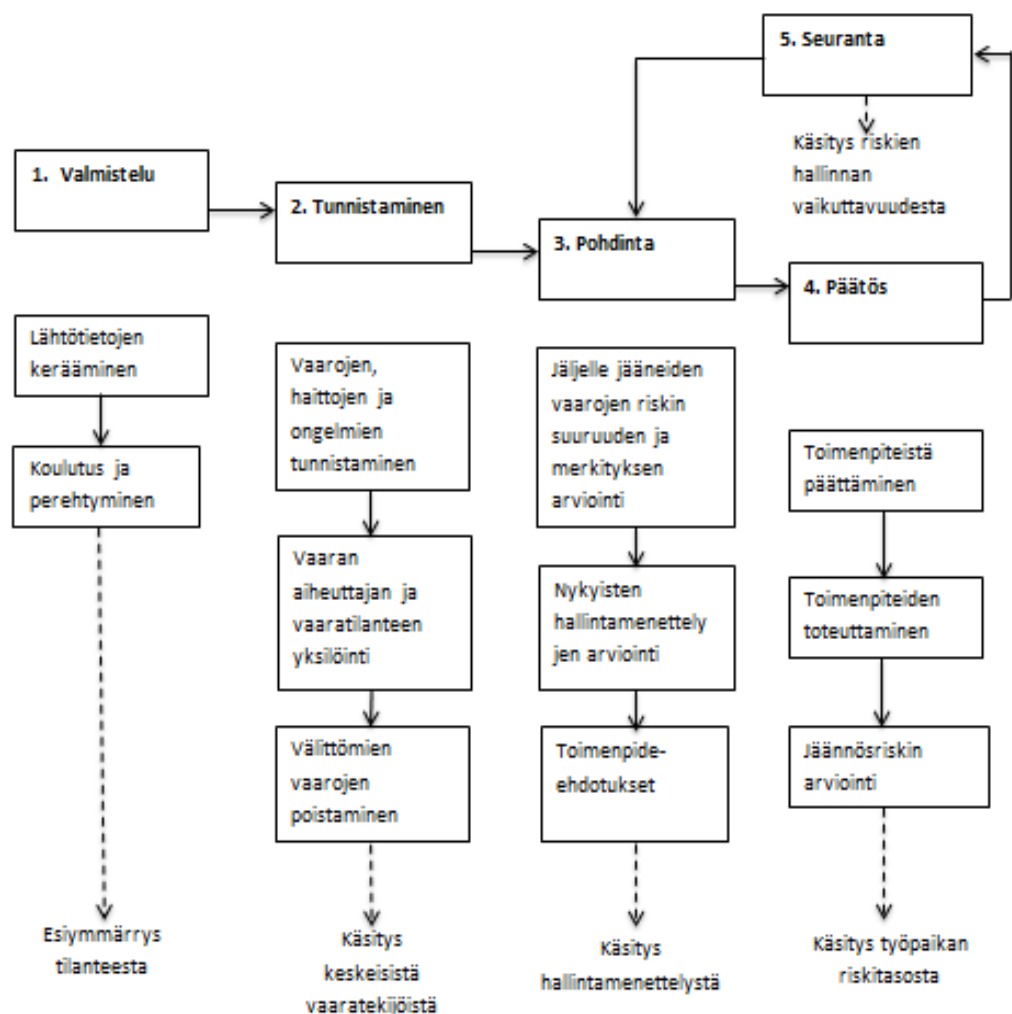 5. Seuranta
Käsitys riskien
hallinnan
vaikuttavuudesta
1. Valmistelu
2. Tunnistaminen
3. Pohdinta
4. Päätös
Lähtötietojen
kerääminen
Koulutus ja
perehtyminen
Esiymmärrys
tilanteesta
Vaarojen,
haittojen ja
ongelmien
tunnistaminen
Vaaran
aiheuttajan ja
vaaratilanteen
yksilöinti
Välittömien
vaarojen
poistaminen
Käsitys
keskeisistä
vaaratekijöistä
Jäljelle jääneiden
vaarojen riskin
suuruuden ja
merkityksen
arviointi
Nykyisten
hallintamenettely
jen arviointi
Toimenpide-
ehdotukset
Käsitys
hallintamenettelystä
Toimenpiteistä
päättäminen
Toimenpiteiden
toteuttaminen
Jäännösriskin
arviointi
Käsitys työpaikan
riskitasosta